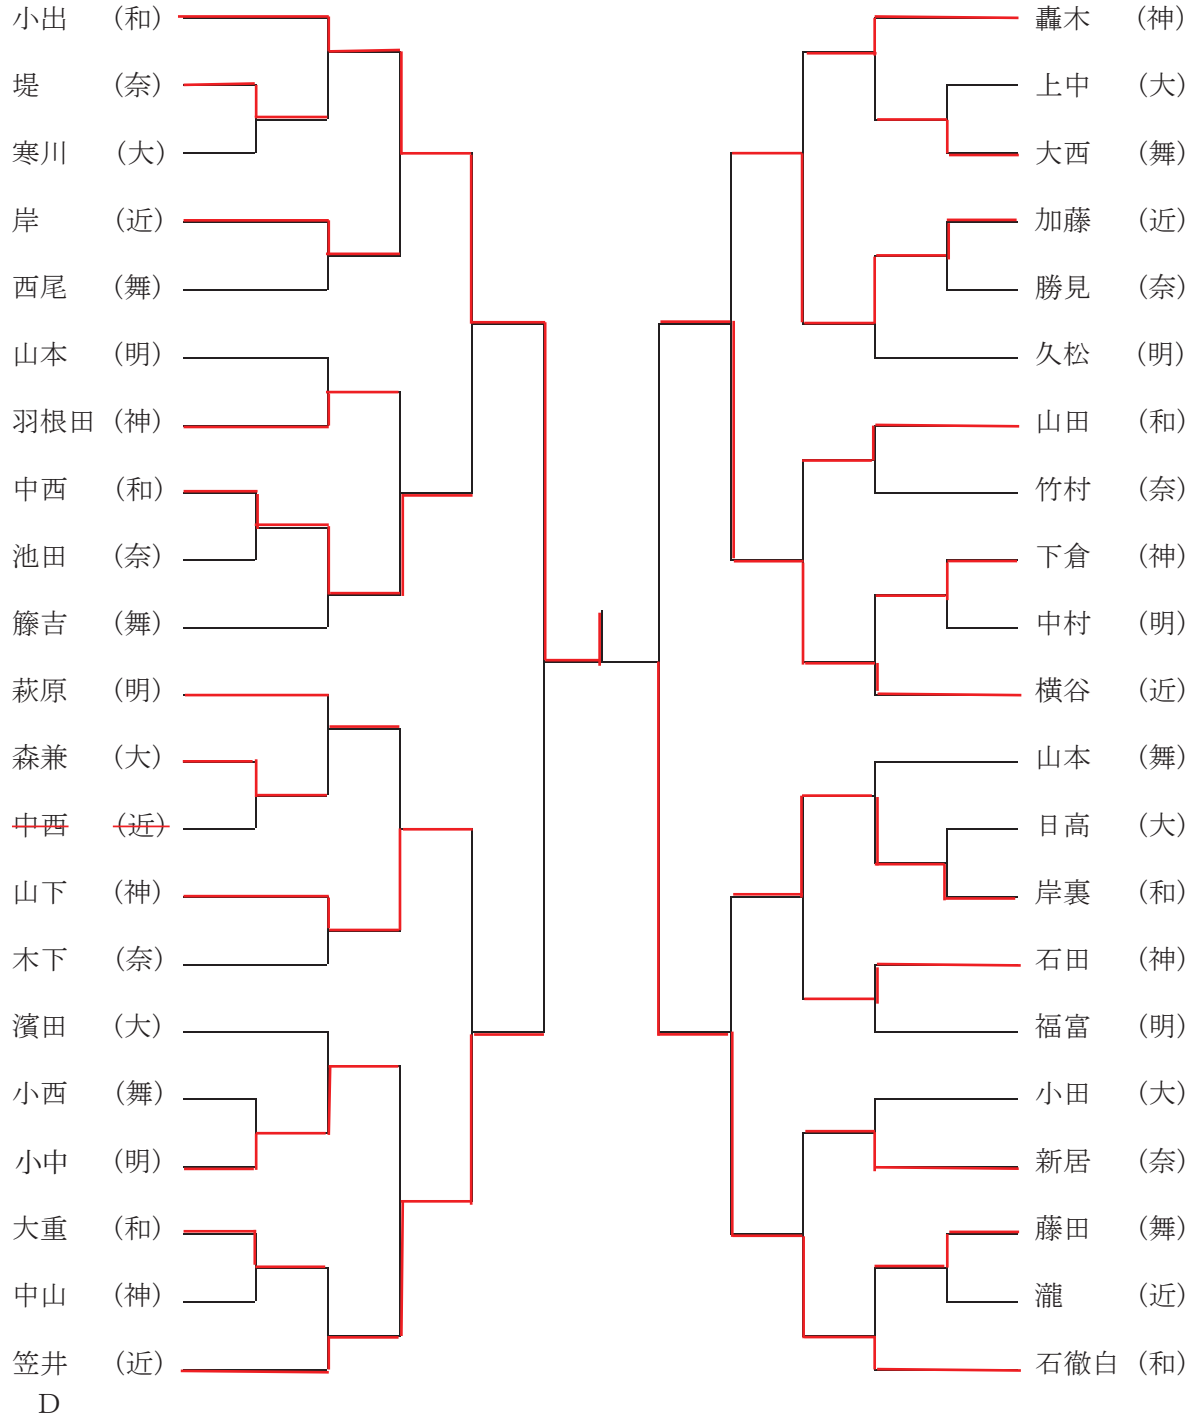 小出 (和)
堤 (奈)
寒川 (大)
岸 (近)
西尾 (舞)
山本 (明)
羽根田 (神)
中西 (和)
池田 (奈)
籐吉 (舞)
萩原 (明)
森兼 (大)
中西 (近)
山下 (神)
木下 (奈)
濱田 (大)
小西 (舞)
小中 (明)
大重 (和)
中山 (神)
笠井 (近)
D
轟木 (神)
上中 (大)
大西 (舞)
加藤 (近)
勝見 (奈)
久松 (明)
山田 (和)
竹村 (奈)
下倉 (神)
中村 (明)
横谷 (近)
山本 (舞)
日高 (大)
岸裏 (和)
石田 (神)
福富 (明)
小田 (大)
新居 (奈)
藤田 (舞)
瀧 (近)
石徹白 (和)